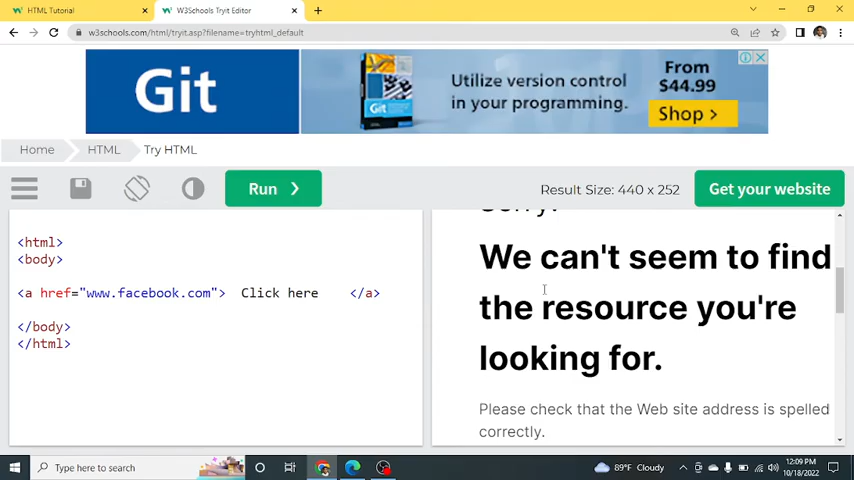 HTML Tutorial
W3Schools Tryit Editor
w3schools.com/html/tryit.asp?filename=tryhtml_default
Git
Git
Utilize version control
in your programming.
From
$44.99
Shop >
Home
HTML
Try HTML
Run ❯
Result Size: 440 x 252
Get your website
<html>
<body>
<a href="www.facebook.com">  Click here    </a>
</body>
</html>
Sorry.
We can't seem to find
the resource you're
looking for.
Please check that the Web site address is spelled
correctly.
Type here to search
89°F Cloudy
12:09 PM
10/18/2022